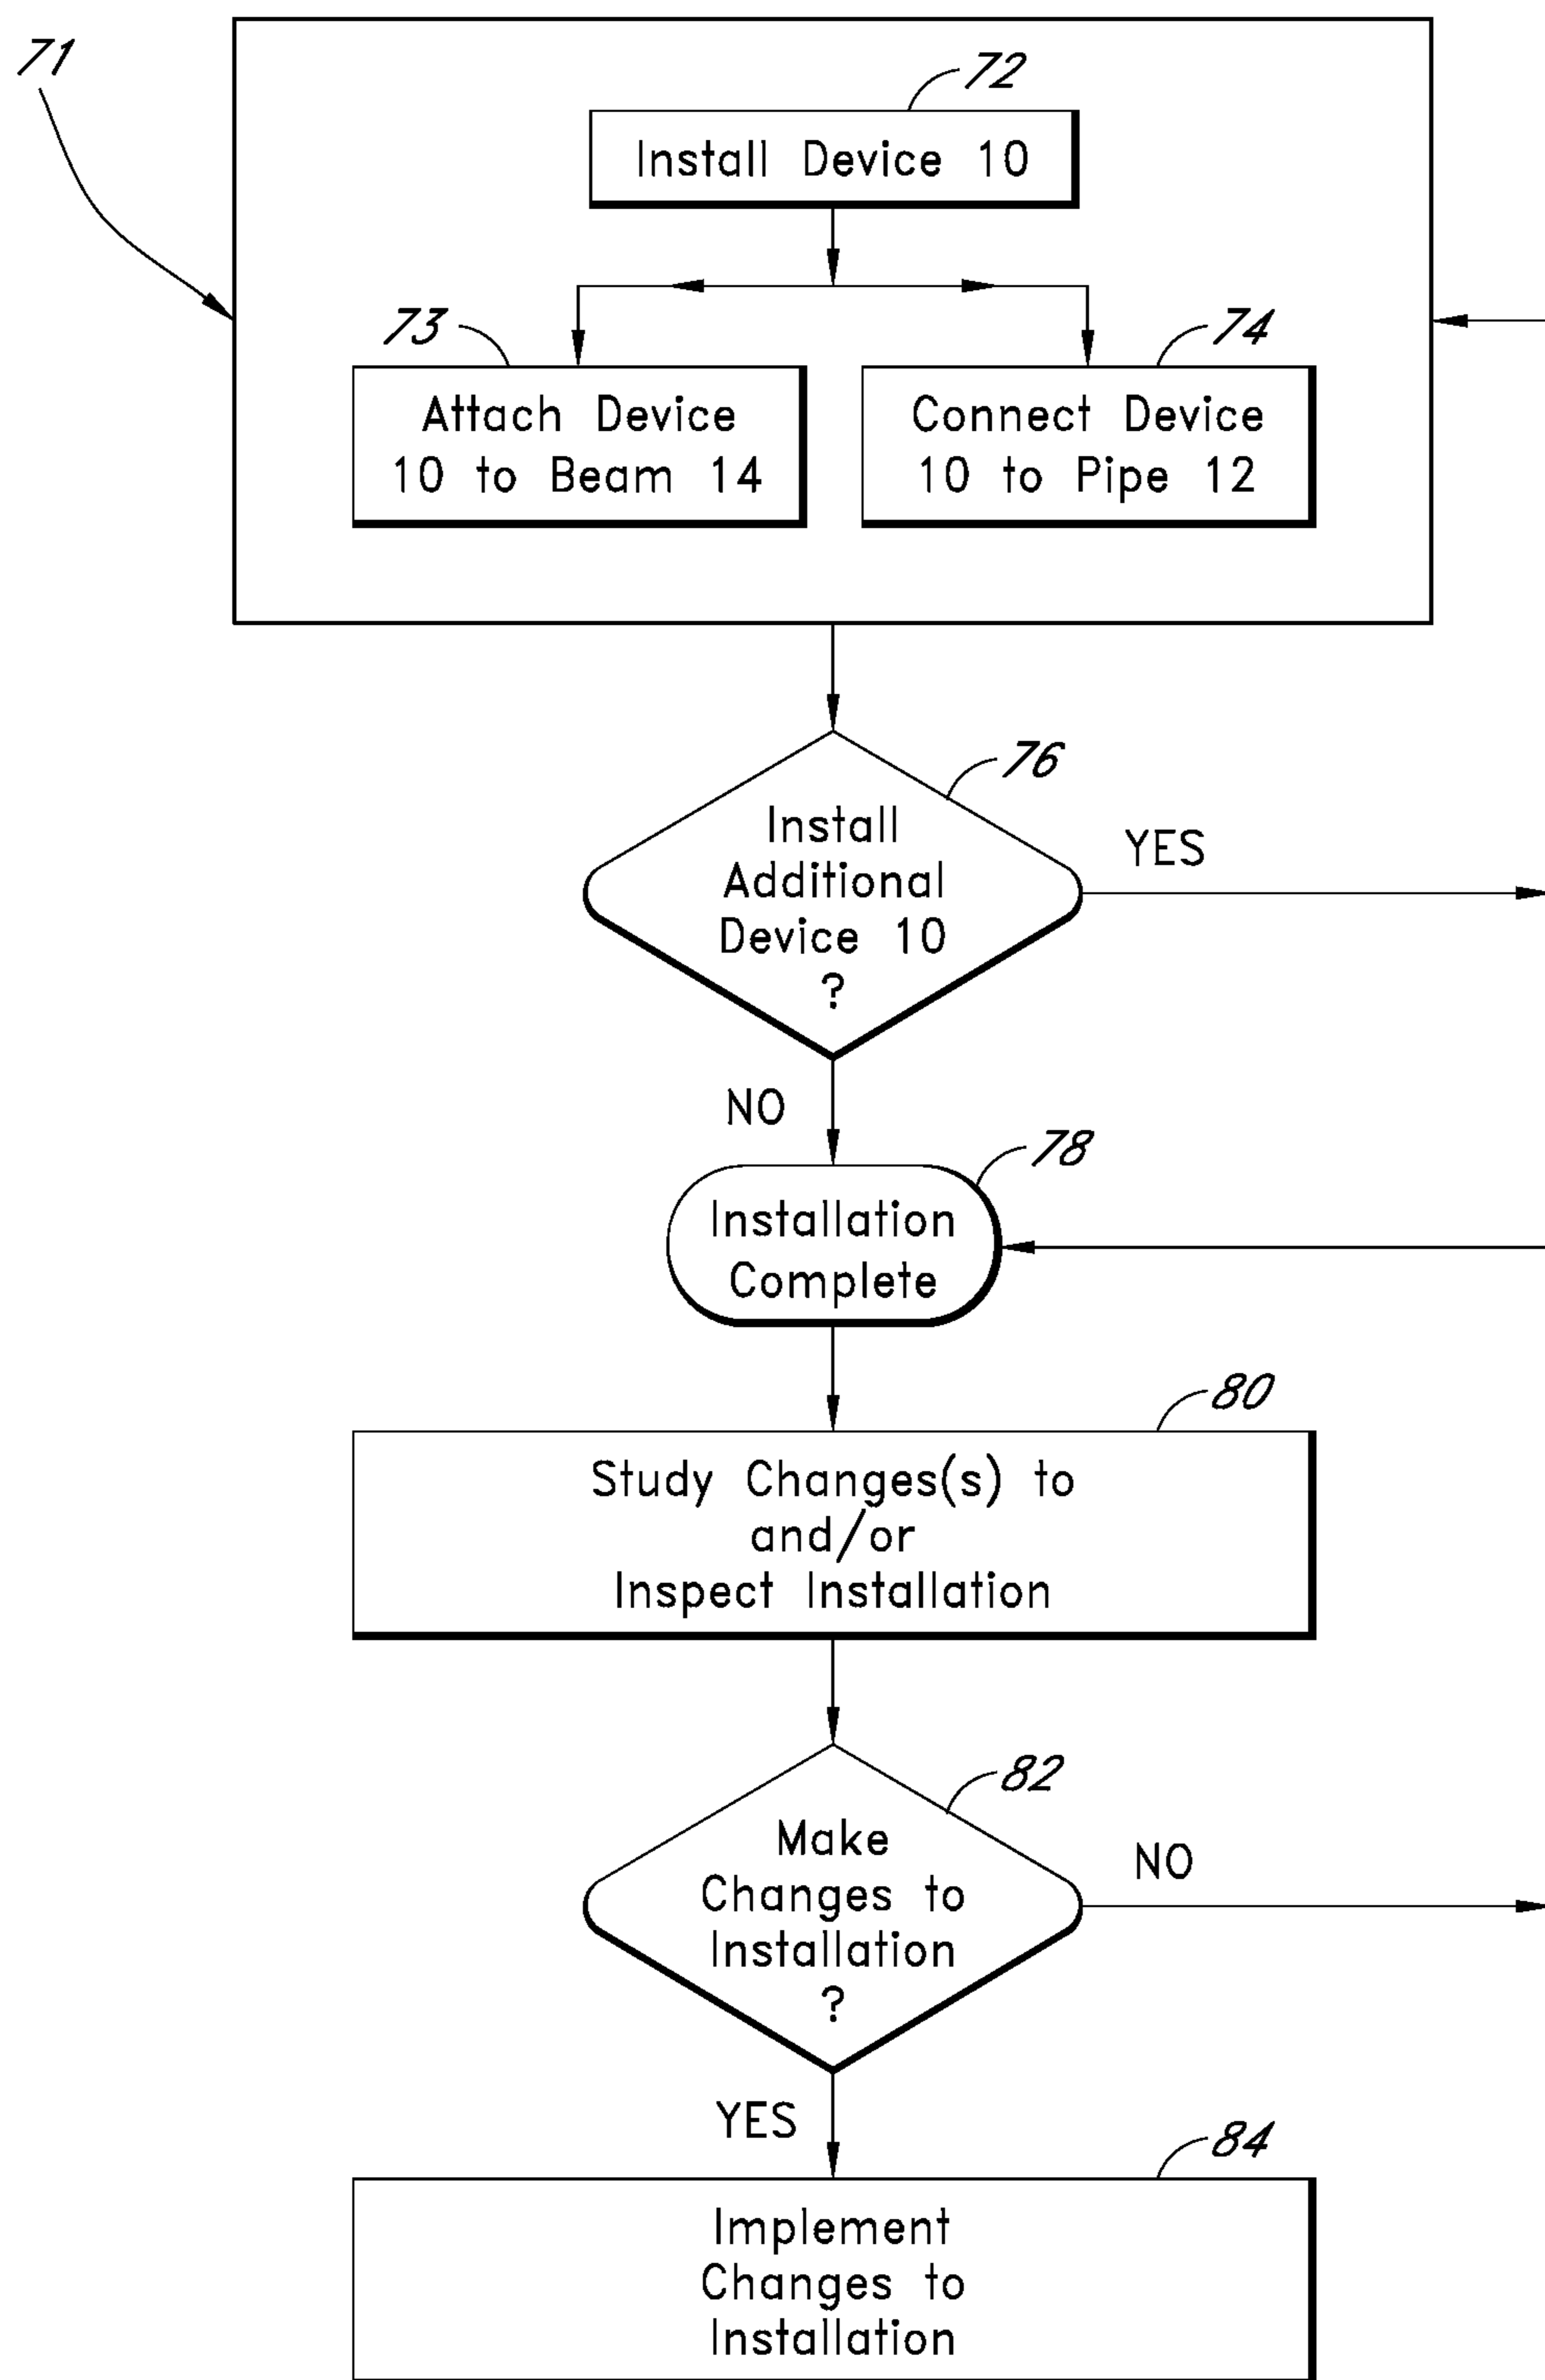 71
72
Install Device 10
73
74
Attach Device
10 to Beam 14
Connect Device
10 to Pipe 12
76
Install
Additional
Device 10
?
YES
NO
78
Installation
Complete
80
Study Changes(s) to
and/or
Inspect Installation
82
Make
Changes to
Installation
?
NO
YES
84
Implement
Changes to
Installation